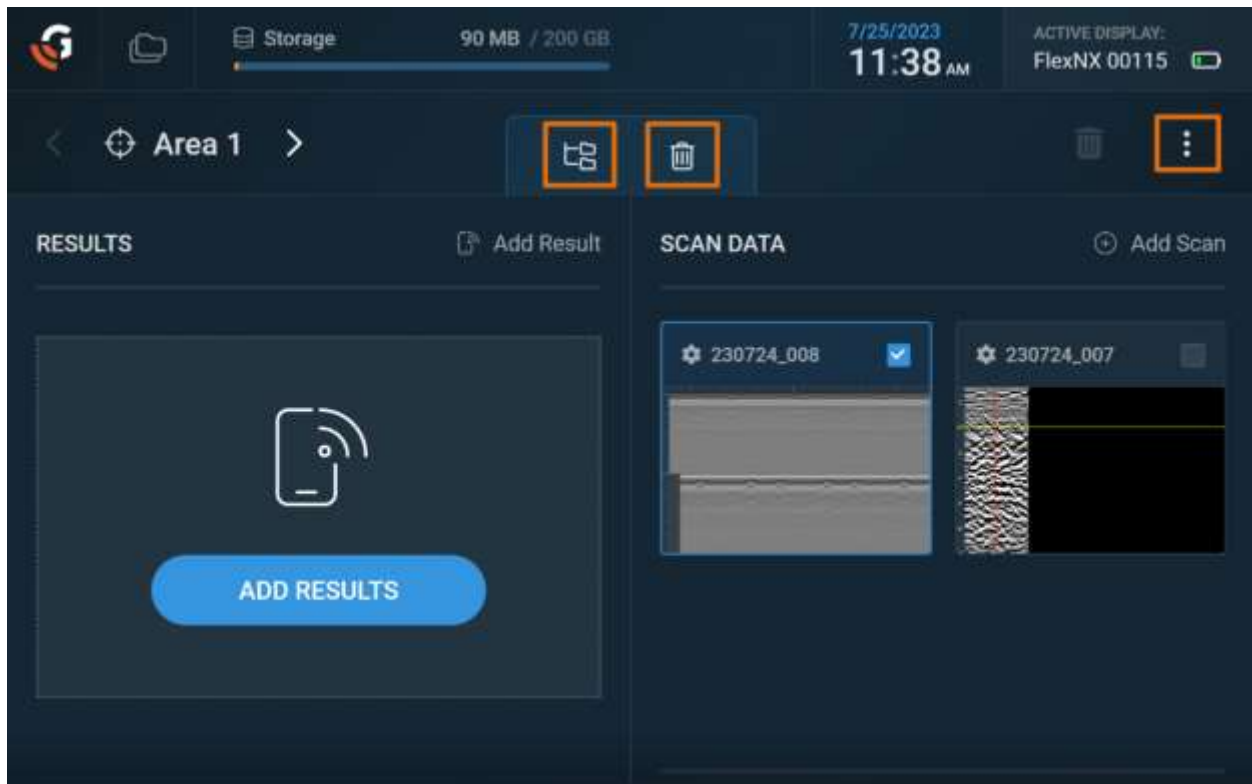 Storage 90 MB / 200 GB
7/25/2023
11:38 AM
ACTIVE DISPLAY:
FlexNX 00115
Area 1
RESULTS
Add Result
SCAN DATA
Add Scan
230724_008
230724_007
ADD RESULTS